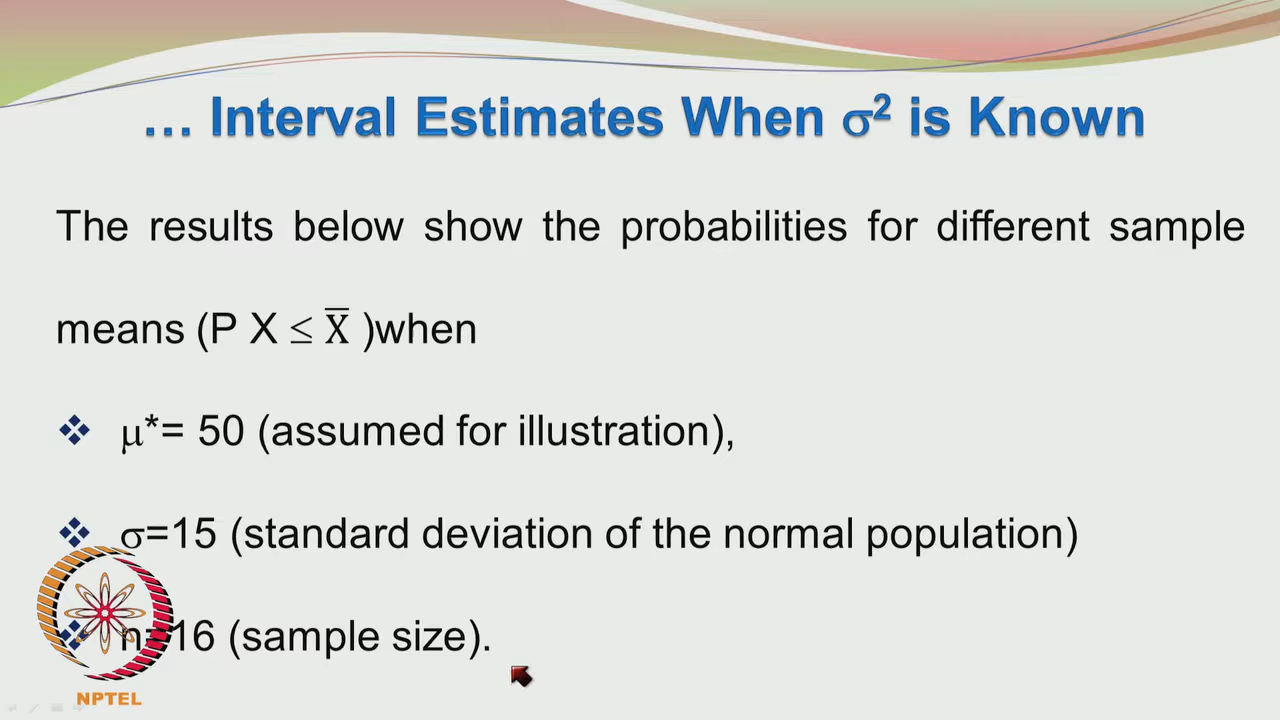 … Interval Estimates When σ² is Known
The results below show the probabilities for different sample
means (P X ≤ X̅ )when
❖ μ*= 50 (assumed for illustration),
❖ σ=15 (standard deviation of the normal population)
❖ n=16 (sample size).
NPTEL